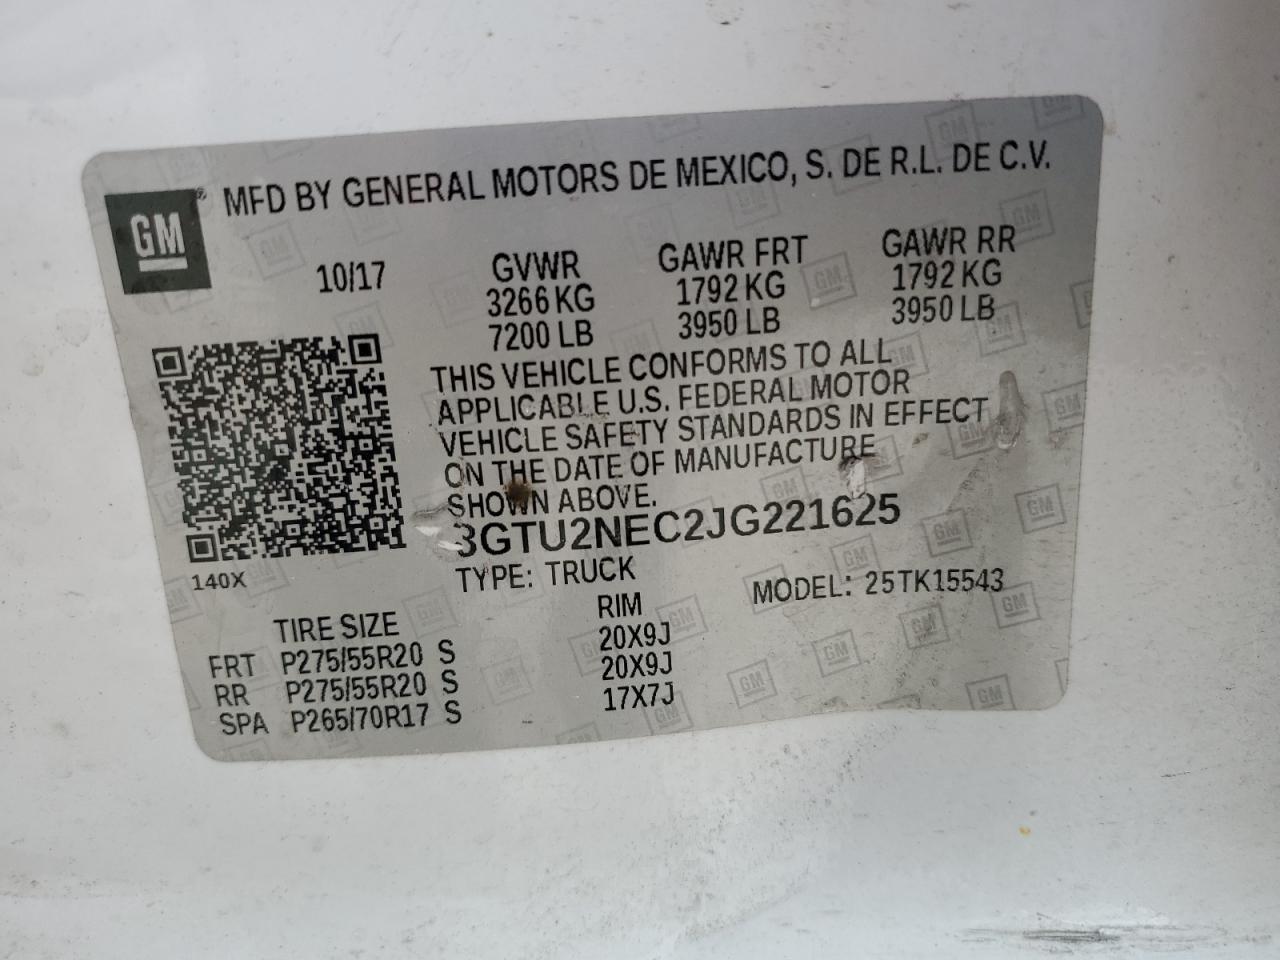 GM® MFD BY GENERAL MOTORS DE MEXICO, S. DE R.L. DE C.V.
10/17
GVWR
3266 KG
7200 LB
GAWR FRT
1792 KG
3950 LB
GAWR RR
1792 KG
3950 LB
THIS VEHICLE CONFORMS TO ALL
APPLICABLE U.S. FEDERAL MOTOR
VEHICLE SAFETY STANDARDS IN EFFECT
ON THE DATE OF MANUFACTURE
SHOWN ABOVE.
3GTU2NEC2JG221625
140X
TYPE: TRUCK
MODEL: 25TK15543
TIRE SIZE RIM
FRT P275/55R20 S 20X9J
RR P275/55R20 S 20X9J
SPA P265/70R17 S 17X7J